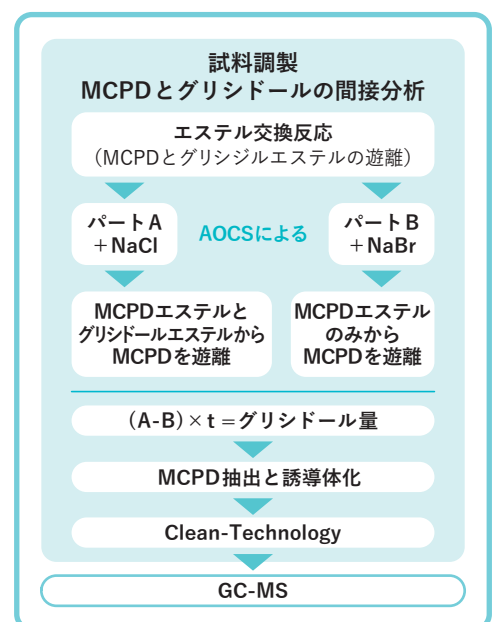 試料調製
MCPDとグリシドールの間接分析
エステル交換反応
（MCPDとグリシジルエステルの遊離）
パートA
＋NaCl
AOCSによる
パートB
＋NaBr
MCPDエステルと
グリシドールエステルから
MCPDを遊離
MCPDエステル
のみから
MCPDを遊離
（A-B）× t ＝グリシドール量
MCPD抽出と誘導体化
Clean-Technology
GC-MS